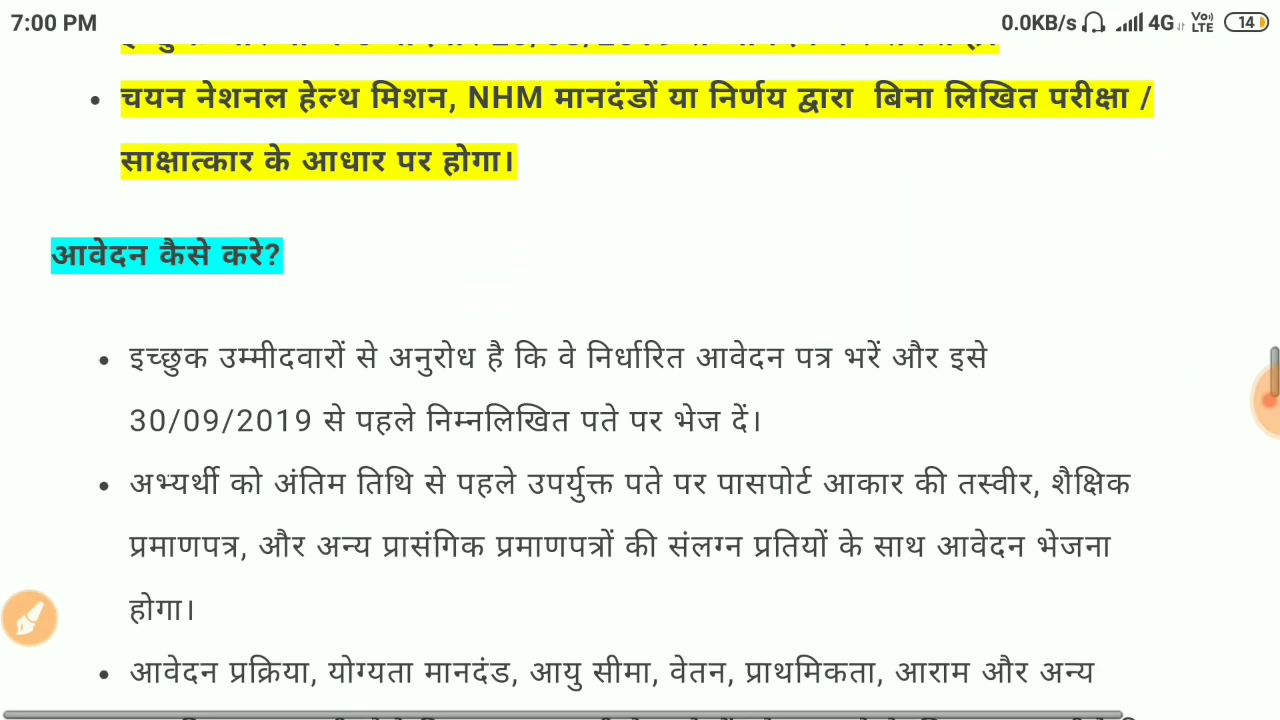 7:00 PM
0.0KB/s 4G Vo) LTE 14
चयन नेशनल हेल्थ मिशन, NHM मानदंडों या निर्णय द्वारा बिना लिखित परीक्षा /
साक्षात्कार के आधार पर होगा।
आवेदन कैसे करे?
इच्छुक उम्मीदवारों से अनुरोध है कि वे निर्धारित आवेदन पत्र भरें और इसे
30/09/2019 से पहले निम्नलिखित पते पर भेज दें।
अभ्यर्थी को अंतिम तिथि से पहले उपर्युक्त पते पर पासपोर्ट आकार की तस्वीर, शैक्षिक
प्रमाणपत्र, और अन्य प्रासंगिक प्रमाणपत्रों की संलग्न प्रतियों के साथ आवेदन भेजना
होगा।
आवेदन प्रक्रिया, योग्यता मानदंड, आयु सीमा, वेतन, प्राथमिकता, आराम और अन्य